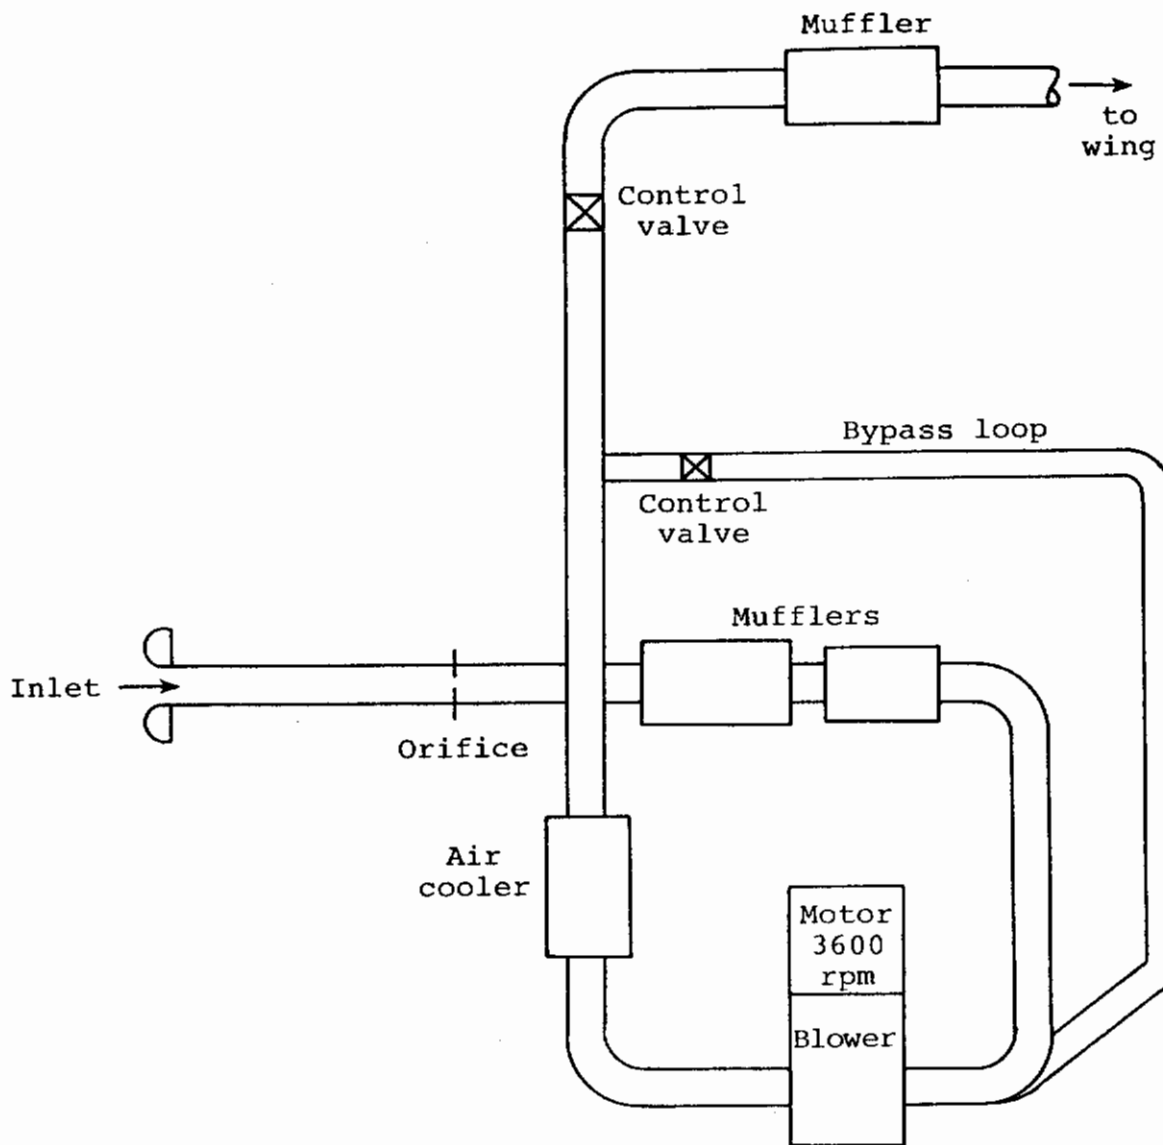 Muffler
to
wing
Control
valve
Bypass loop
Control
valve
Mufflers
Inlet
Orifice
Air
cooler
Motor
3600
rpm
Blower